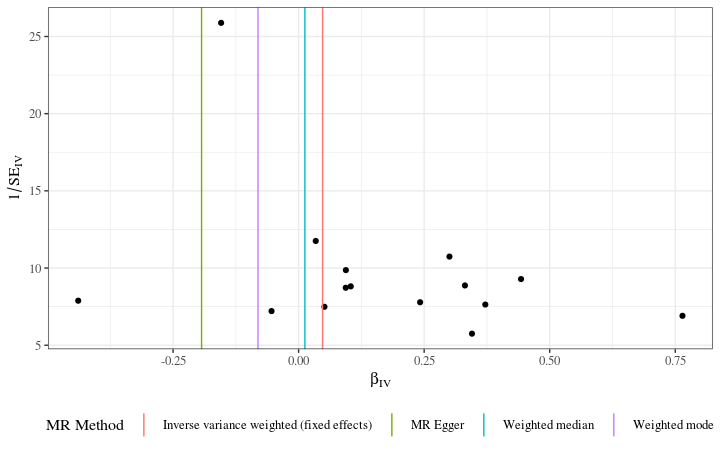 25
20
15
10
5
1/SE_IV
-0.25 0.00 0.25 0.50 0.75
β_IV
MR Method Inverse variance weighted (fixed effects) MR Egger Weighted median Weighted mode